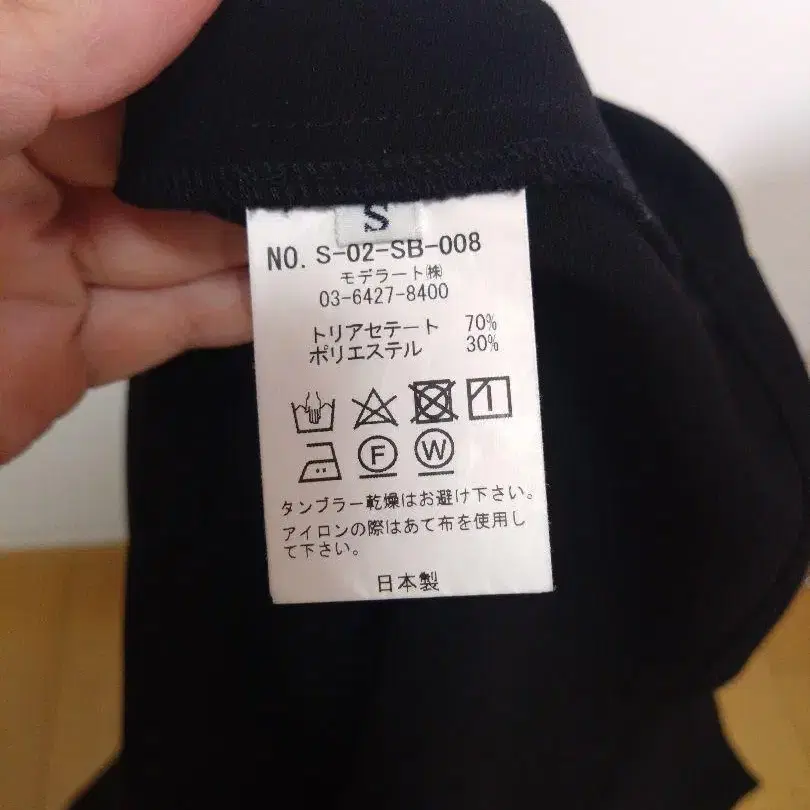 S
NO. S-02-SB-008
モデラート㈱
03-6427-8400
トリアセテート 70%
ポリエステル 30%
F W
タンブラー乾燥はお避け下さい。
アイロンの際はあて布を使用し
て下さい。
日本製